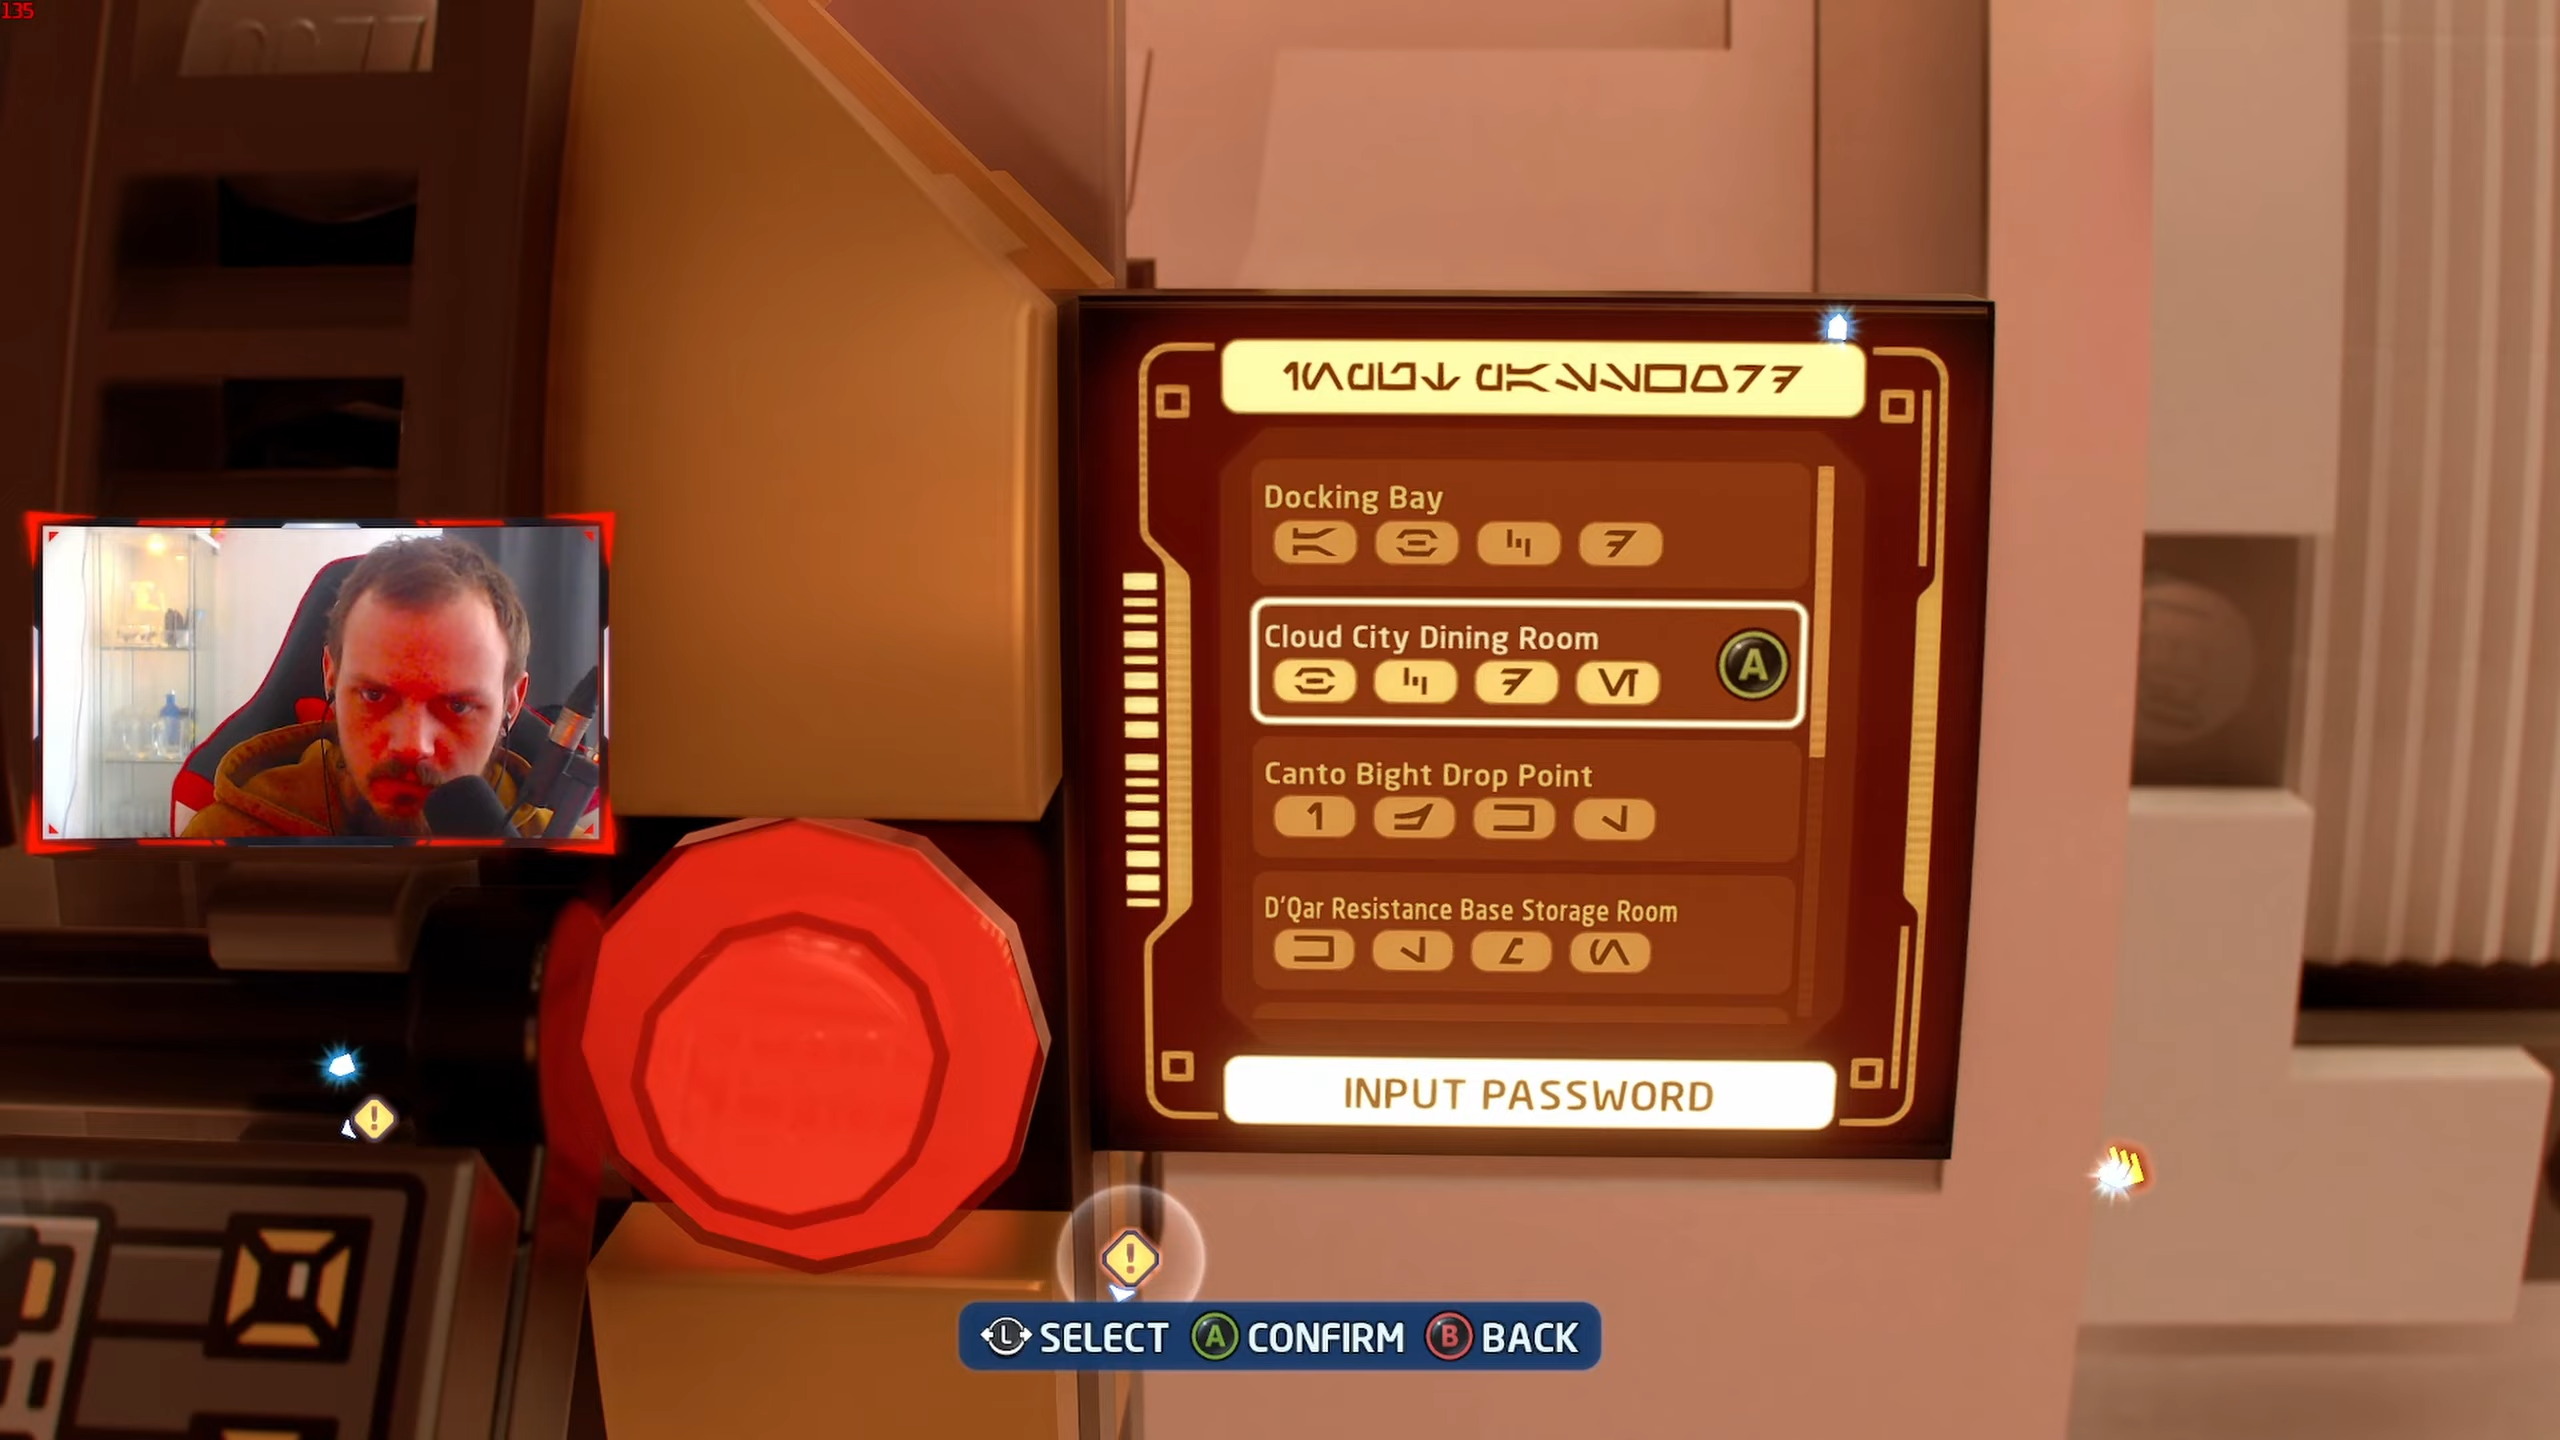 135
Docking Bay
Cloud City Dining Room
A
Canto Bight Drop Point
D'Qar Resistance Base Storage Room
INPUT PASSWORD
L SELECT A CONFIRM B BACK